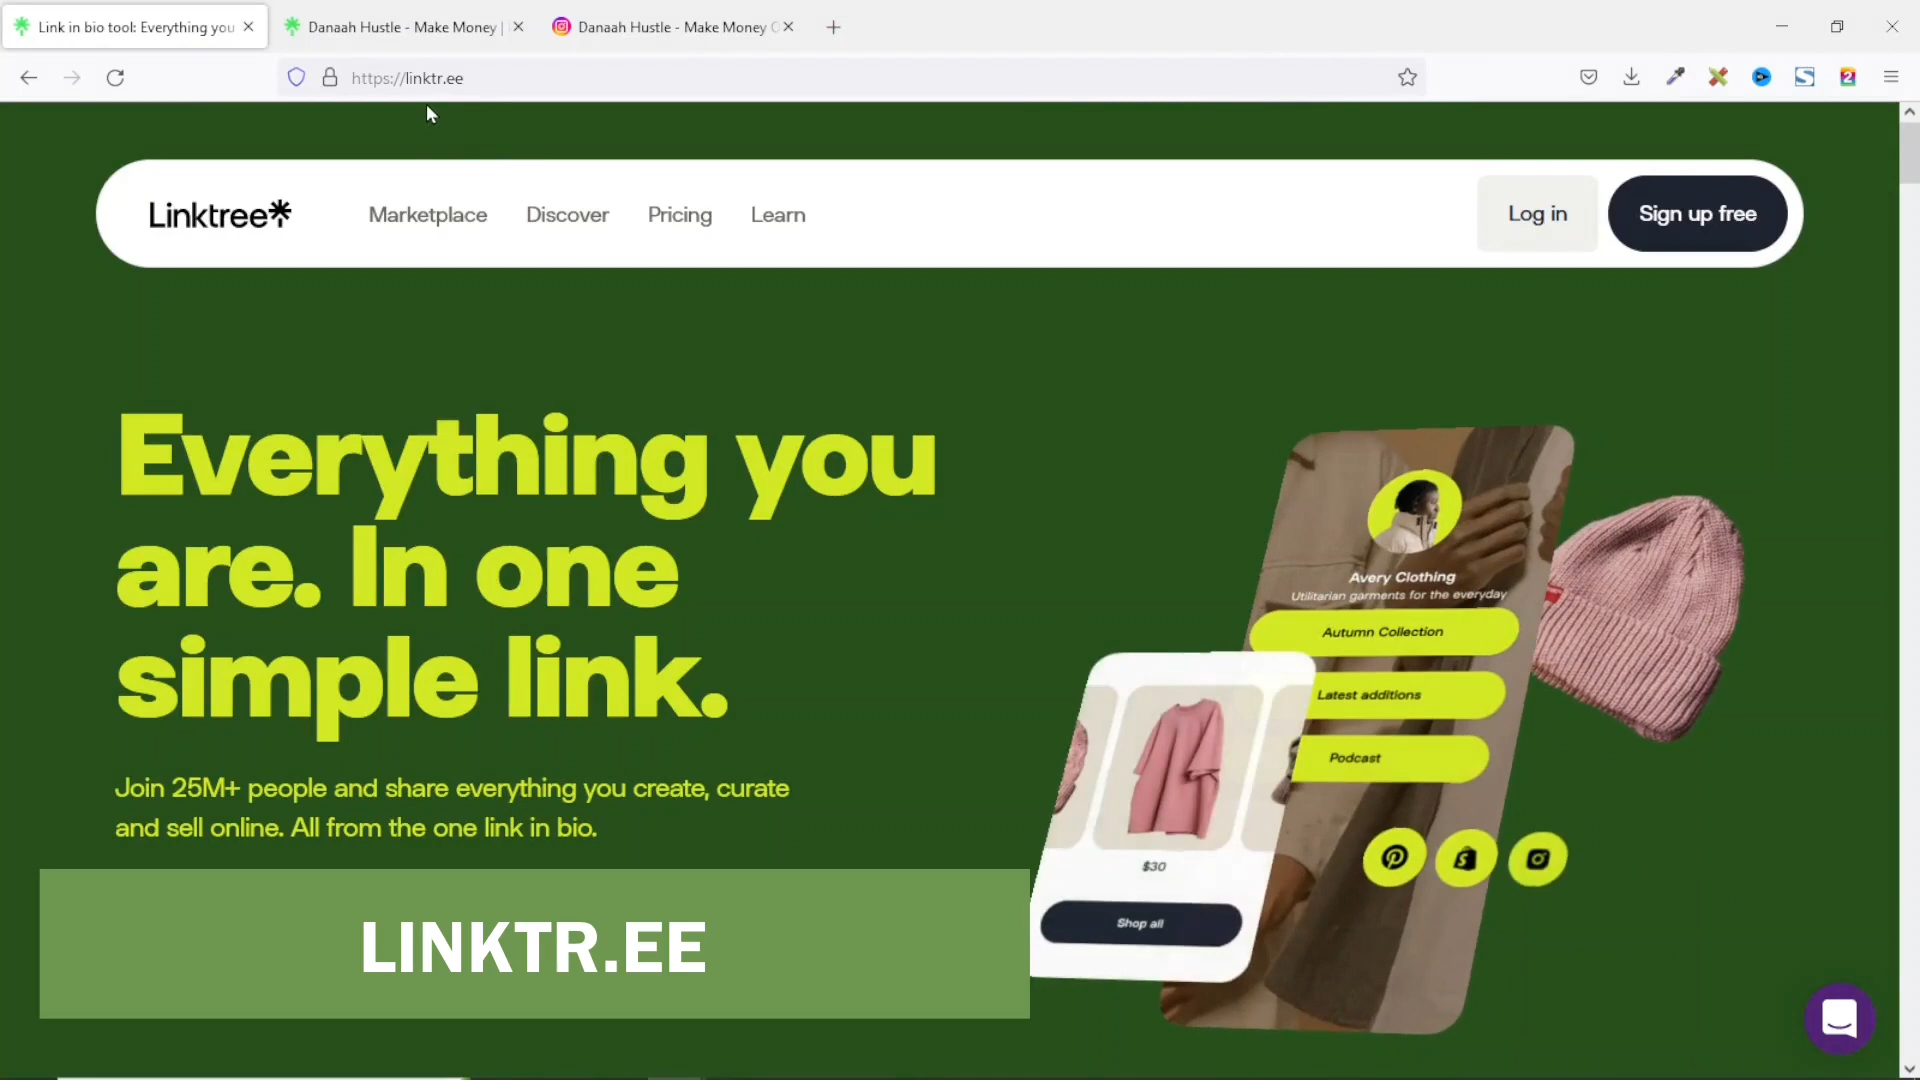 Link in bio tool: Everything you
Danaah Hustle - Make Money |
Danaah Hustle - Make Money
https://linktr.ee
Linktree*
Marketplace
Discover
Pricing
Learn
Log in
Sign up free
Everything you
are. In one
simple link.
Join 25M+ people and share everything you create, curate
and sell online. All from the one link in bio.
LINKTR.EE
Avery Clothing
Utilitarian garments for the everyday
Autumn Collection
Latest additions
Podcast
$30
Shop all